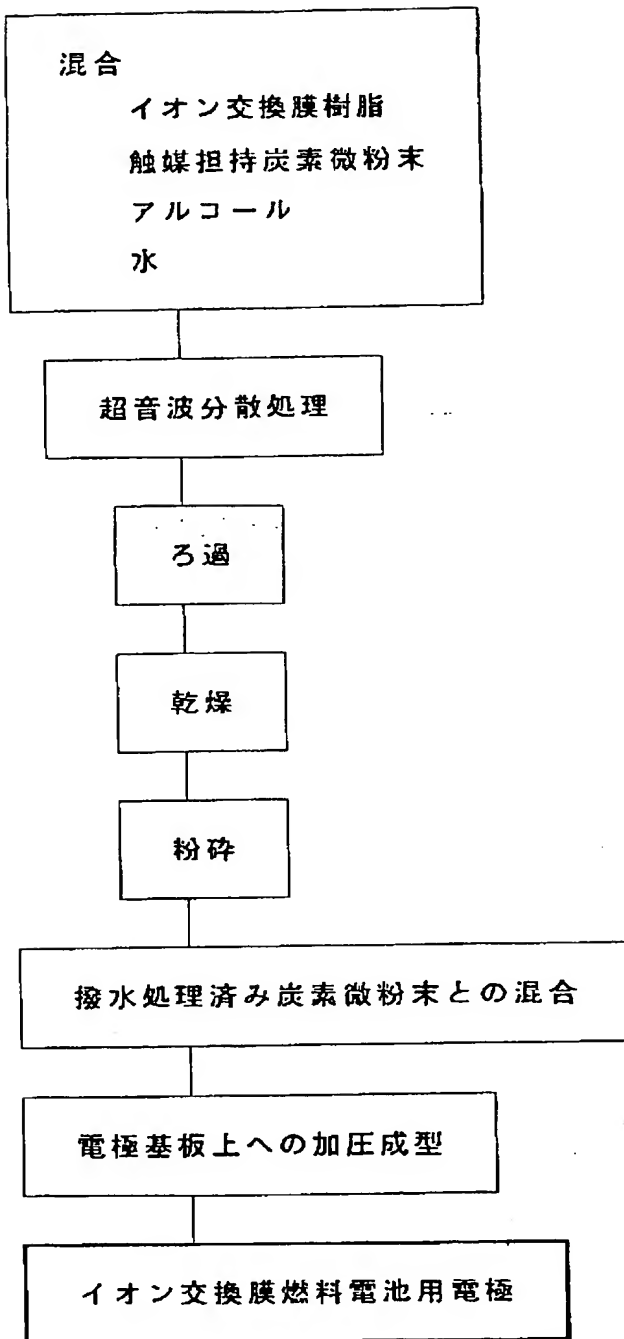 混合
イオン交換膜樹脂
触媒担持炭素微粉末
アルコール
水
超音波分散処理
ろ過
乾燥
粉砕
撥水処理済み炭素微粉末との混合
電極基板上への加圧成型
イオン交換膜燃料電池用電極